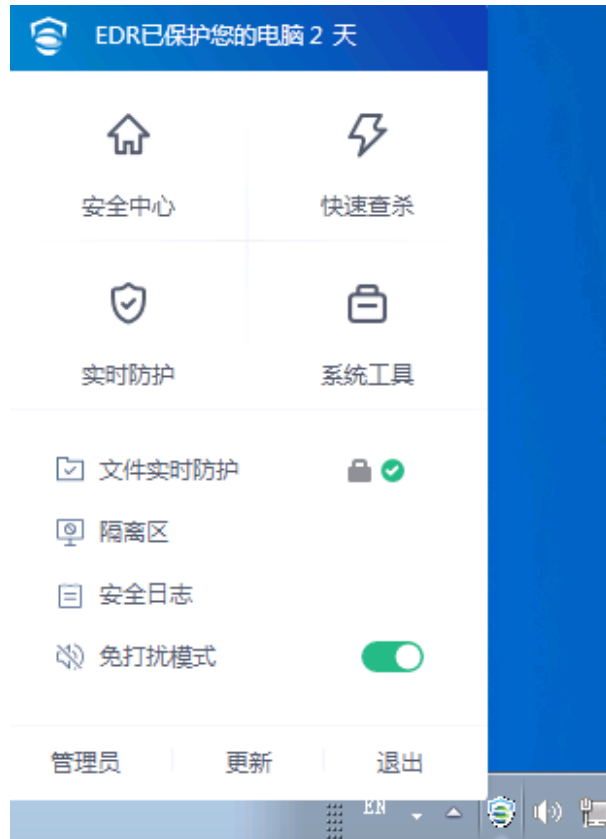 EDR已保护您的电脑 2 天
安全中心 快速查杀
实时防护 系统工具
文件实时防护
隔离区
安全日志
免打扰模式
管理员 更新 退出
EN